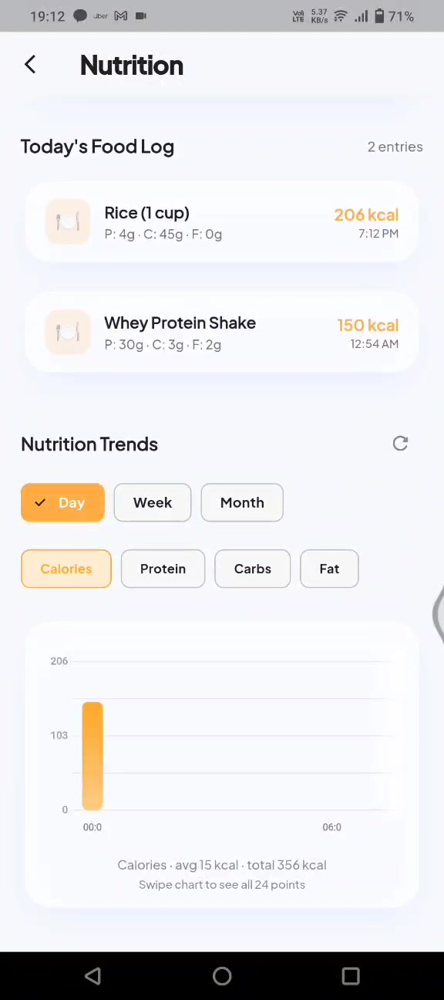 19:12 Uber Voll LTE 5.37 KB/s 71%
Nutrition
Today's Food Log 2 entries
Rice (1 cup) 206 kcal
P: 4g · C: 45g · F: 0g 7:12 PM
Whey Protein Shake 150 kcal
P: 30g · C: 3g · F: 2g 12:54 AM
Nutrition Trends
Day Week Month
Calories Protein Carbs Fat
206
103
0
00:0 06:0
Calories · avg 15 kcal · total 356 kcal
Swipe chart to see all 24 points